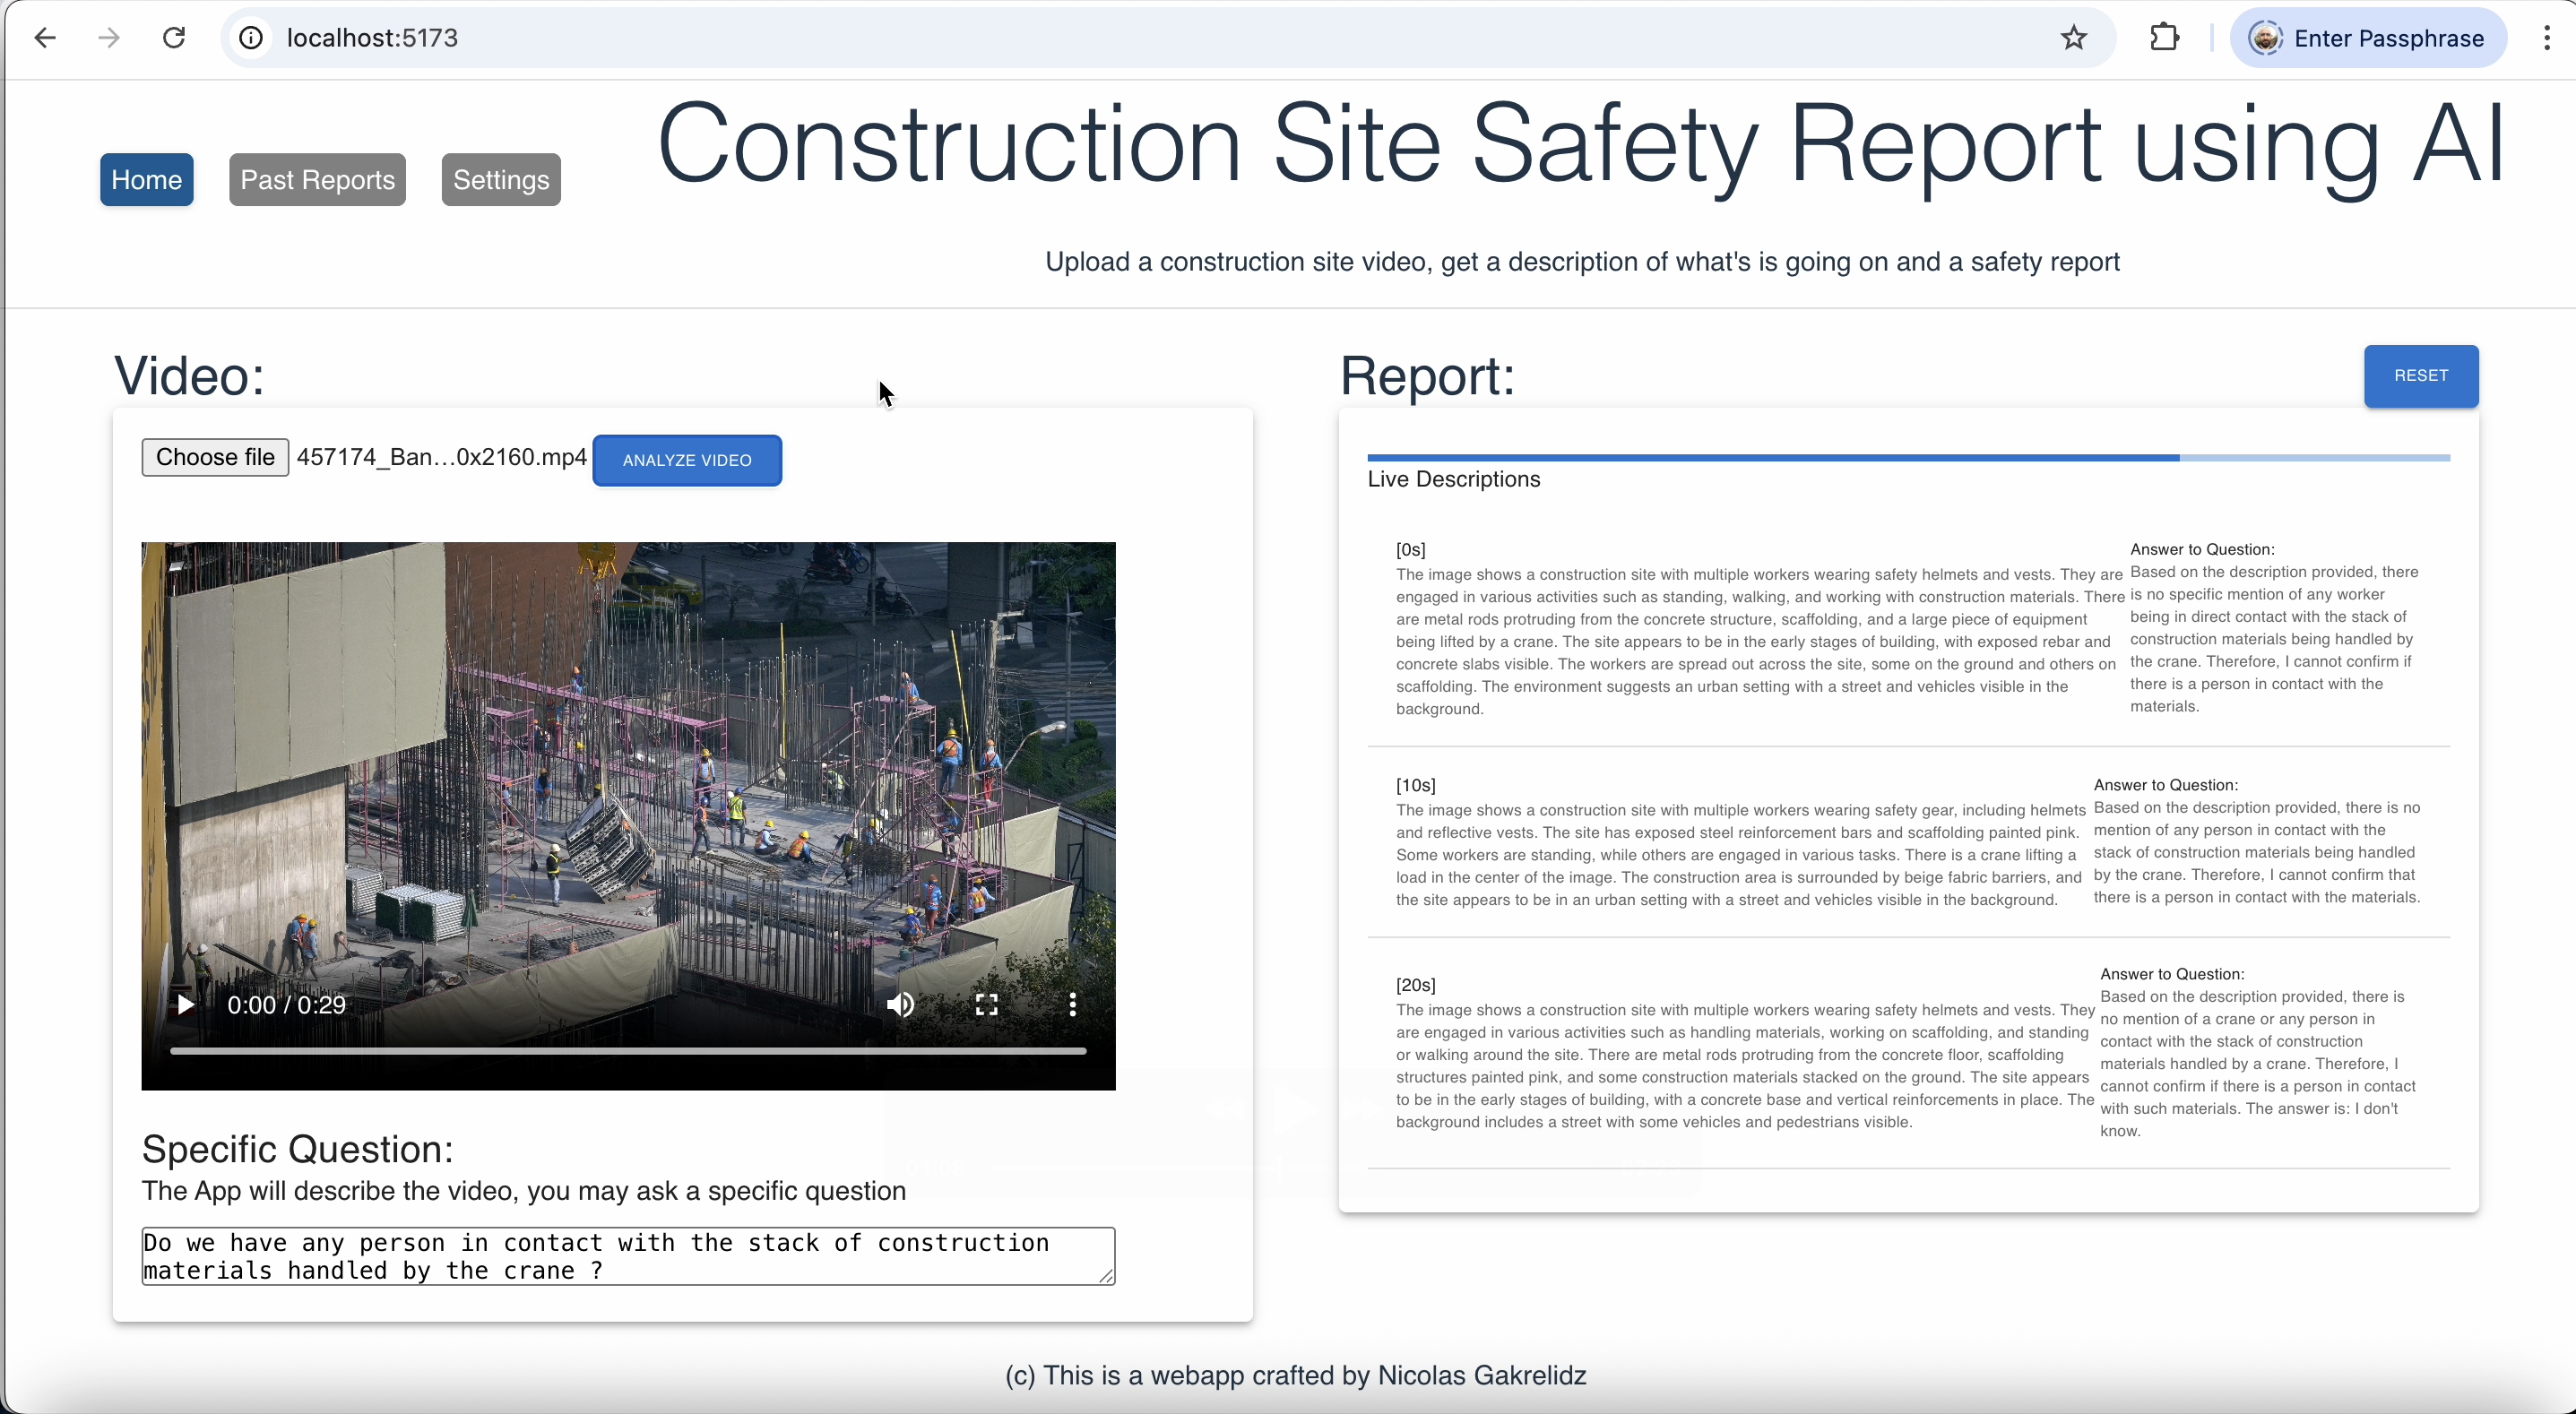 localhost:5173
Enter Passphrase
Home
Past Reports
Settings
Construction Site Safety Report using AI
Upload a construction site video, get a description of what's is going on and a safety report
Video:
Choose file 457174_Ban…0x2160.mp4
ANALYZE VIDEO
0:00 / 0:29
Specific Question:
The App will describe the video, you may ask a specific question
Do we have any person in contact with the stack of construction
materials handled by the crane ?
Report:
RESET
Live Descriptions
[0s]
The image shows a construction site with multiple workers wearing safety helmets and vests. They are
engaged in various activities such as standing, walking, and working with construction materials. There
are metal rods protruding from the concrete structure, scaffolding, and a large piece of equipment
being lifted by a crane. The site appears to be in the early stages of building, with exposed rebar and
concrete slabs visible. The workers are spread out across the site, some on the ground and others on
scaffolding. The environment suggests an urban setting with a street and vehicles visible in the
background.
Answer to Question:
Based on the description provided, there
is no specific mention of any worker
being in direct contact with the stack of
construction materials being handled by
the crane. Therefore, I cannot confirm if
there is a person in contact with the
materials.
[10s]
The image shows a construction site with multiple workers wearing safety gear, including helmets
and reflective vests. The site has exposed steel reinforcement bars and scaffolding painted pink.
Some workers are standing, while others are engaged in various tasks. There is a crane lifting a
load in the center of the image. The construction area is surrounded by beige fabric barriers, and
the site appears to be in an urban setting with a street and vehicles visible in the background.
Answer to Question:
Based on the description provided, there is no
mention of any person in contact with the
stack of construction materials being handled
by the crane. Therefore, I cannot confirm that
there is a person in contact with the materials.
[20s]
The image shows a construction site with multiple workers wearing safety helmets and vests. They
are engaged in various activities such as handling materials, working on scaffolding, and standing
or walking around the site. There are metal rods protruding from the concrete floor, scaffolding
structures painted pink, and some construction materials stacked on the ground. The site appears
to be in the early stages of building, with a concrete base and vertical reinforcements in place. The
background includes a street with some vehicles and pedestrians visible.
Answer to Question:
Based on the description provided, there is
no mention of a crane or any person in
contact with the stack of construction
materials handled by a crane. Therefore, I
cannot confirm if there is a person in contact
with such materials. The answer is: I don't
know.
(c) This is a webapp crafted by Nicolas Gakrelidz